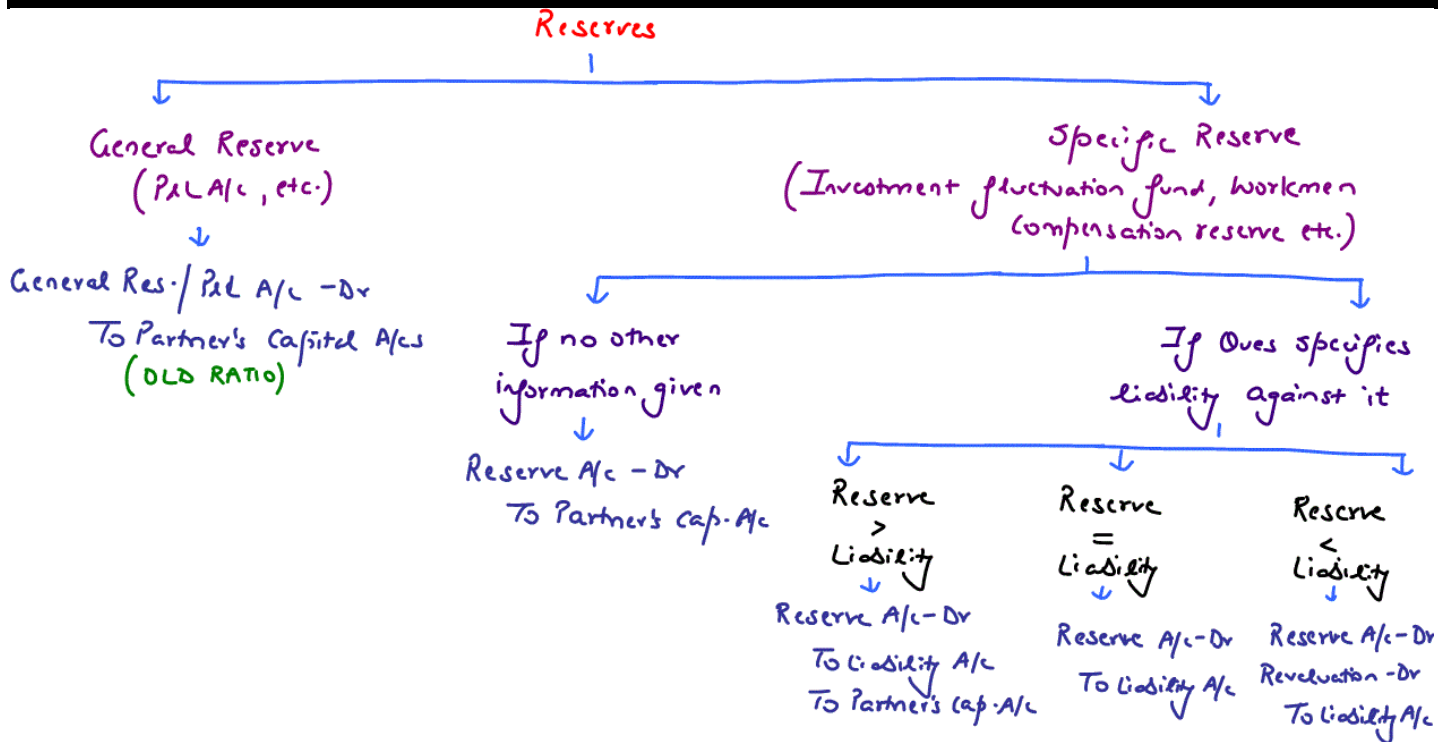 Reserves
General Reserve
(P&L A/c, etc.)
General Res./P&L A/c -Dr
To Partner's Capital A/cs
(OLD RATIO)
Specific Reserve
(Investment fluctuation fund, Workmen
Compensation reserve etc.)
If no other
information given
Reserve A/c - Dr
To Partner's Cap. A/c
If Ques specifies
liability against it
Reserve
>
Liability
Reserve A/c-Dr
To Liability A/c
To Partner's Cap. A/c
Reserve
=
Liability
Reserve A/c-Dr
To Liability A/c
Reserve
<
Liability
Reserve A/c-Dr
Revaluation -Dr
To Liability A/c